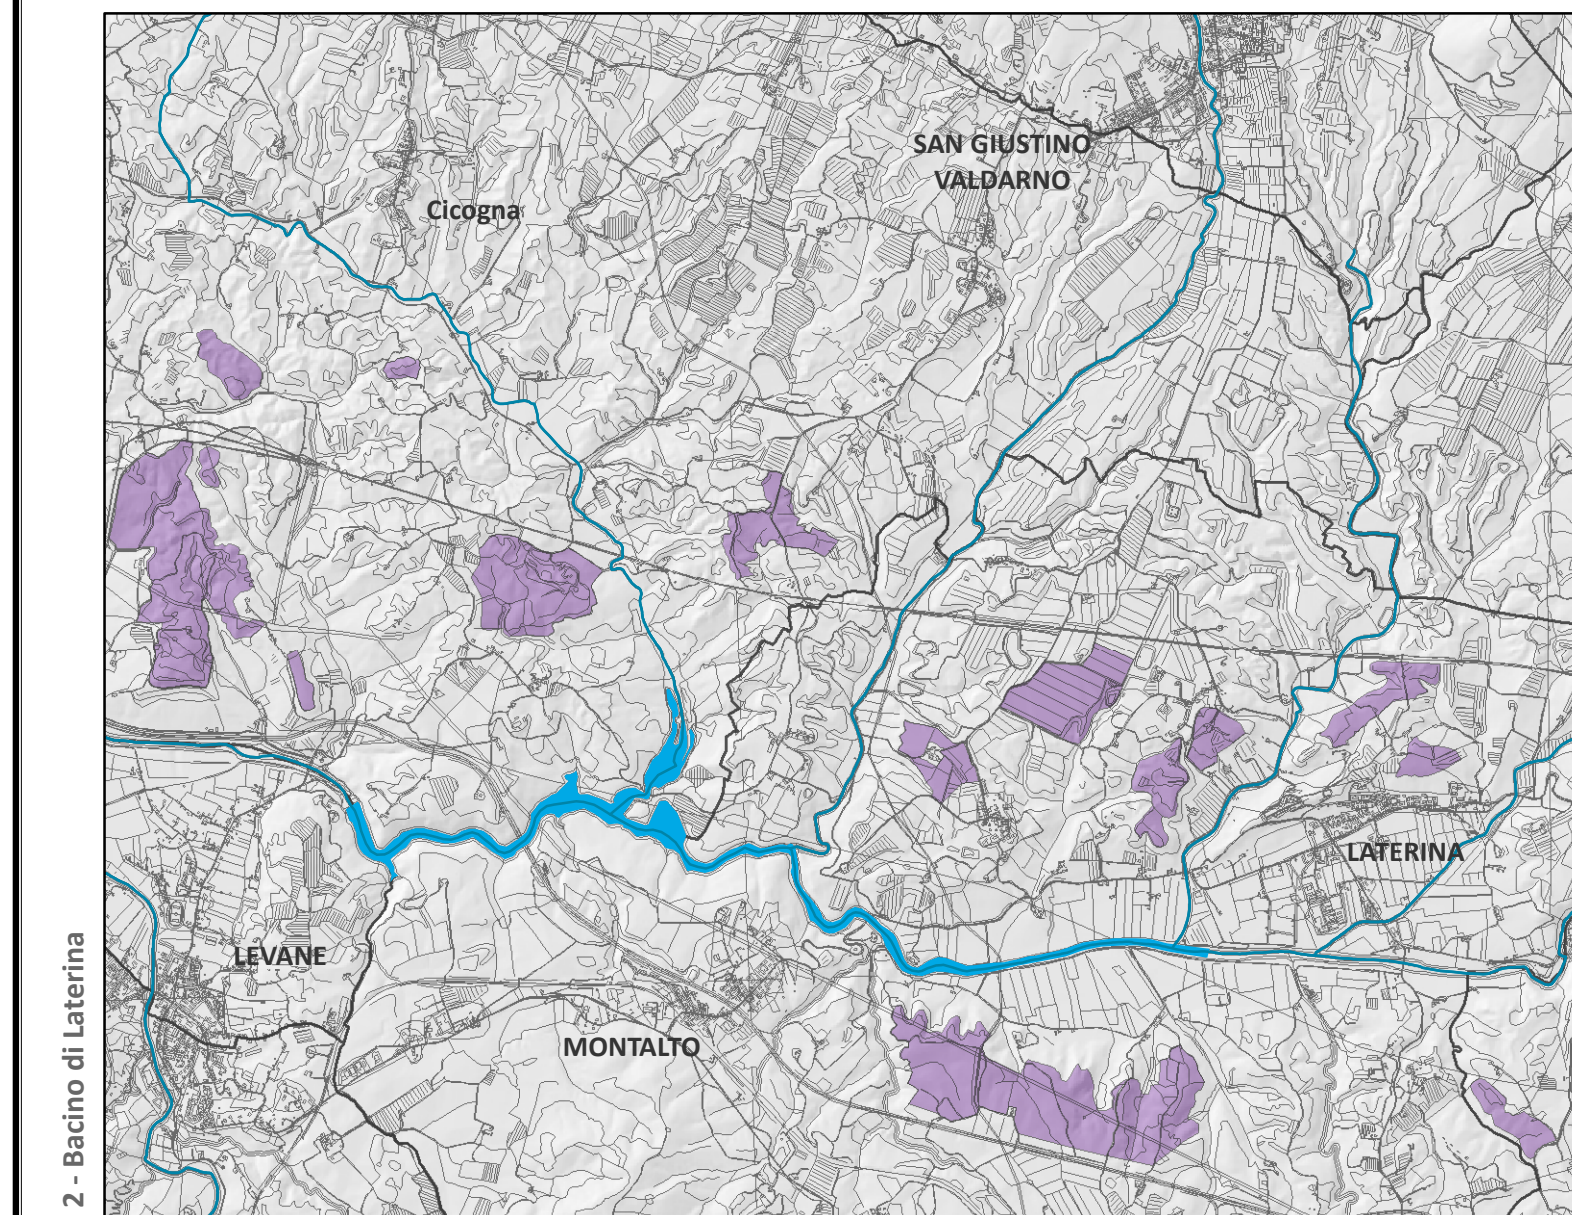 SAN GIUSTINO
VALDARNO
Cicogna
LATERINA
LEVANE
MONTALTO
2 - Bacino di Laterina